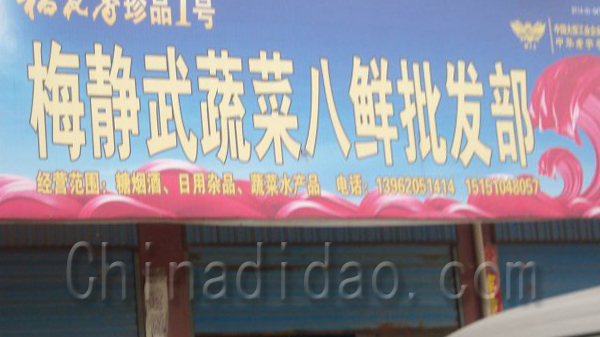 珍品1号
梅静武蔬菜八鲜批发部
经营范围：糖烟酒、日用杂品、蔬菜水产品 电话：13962051414 15151048057
Chinadidao.com